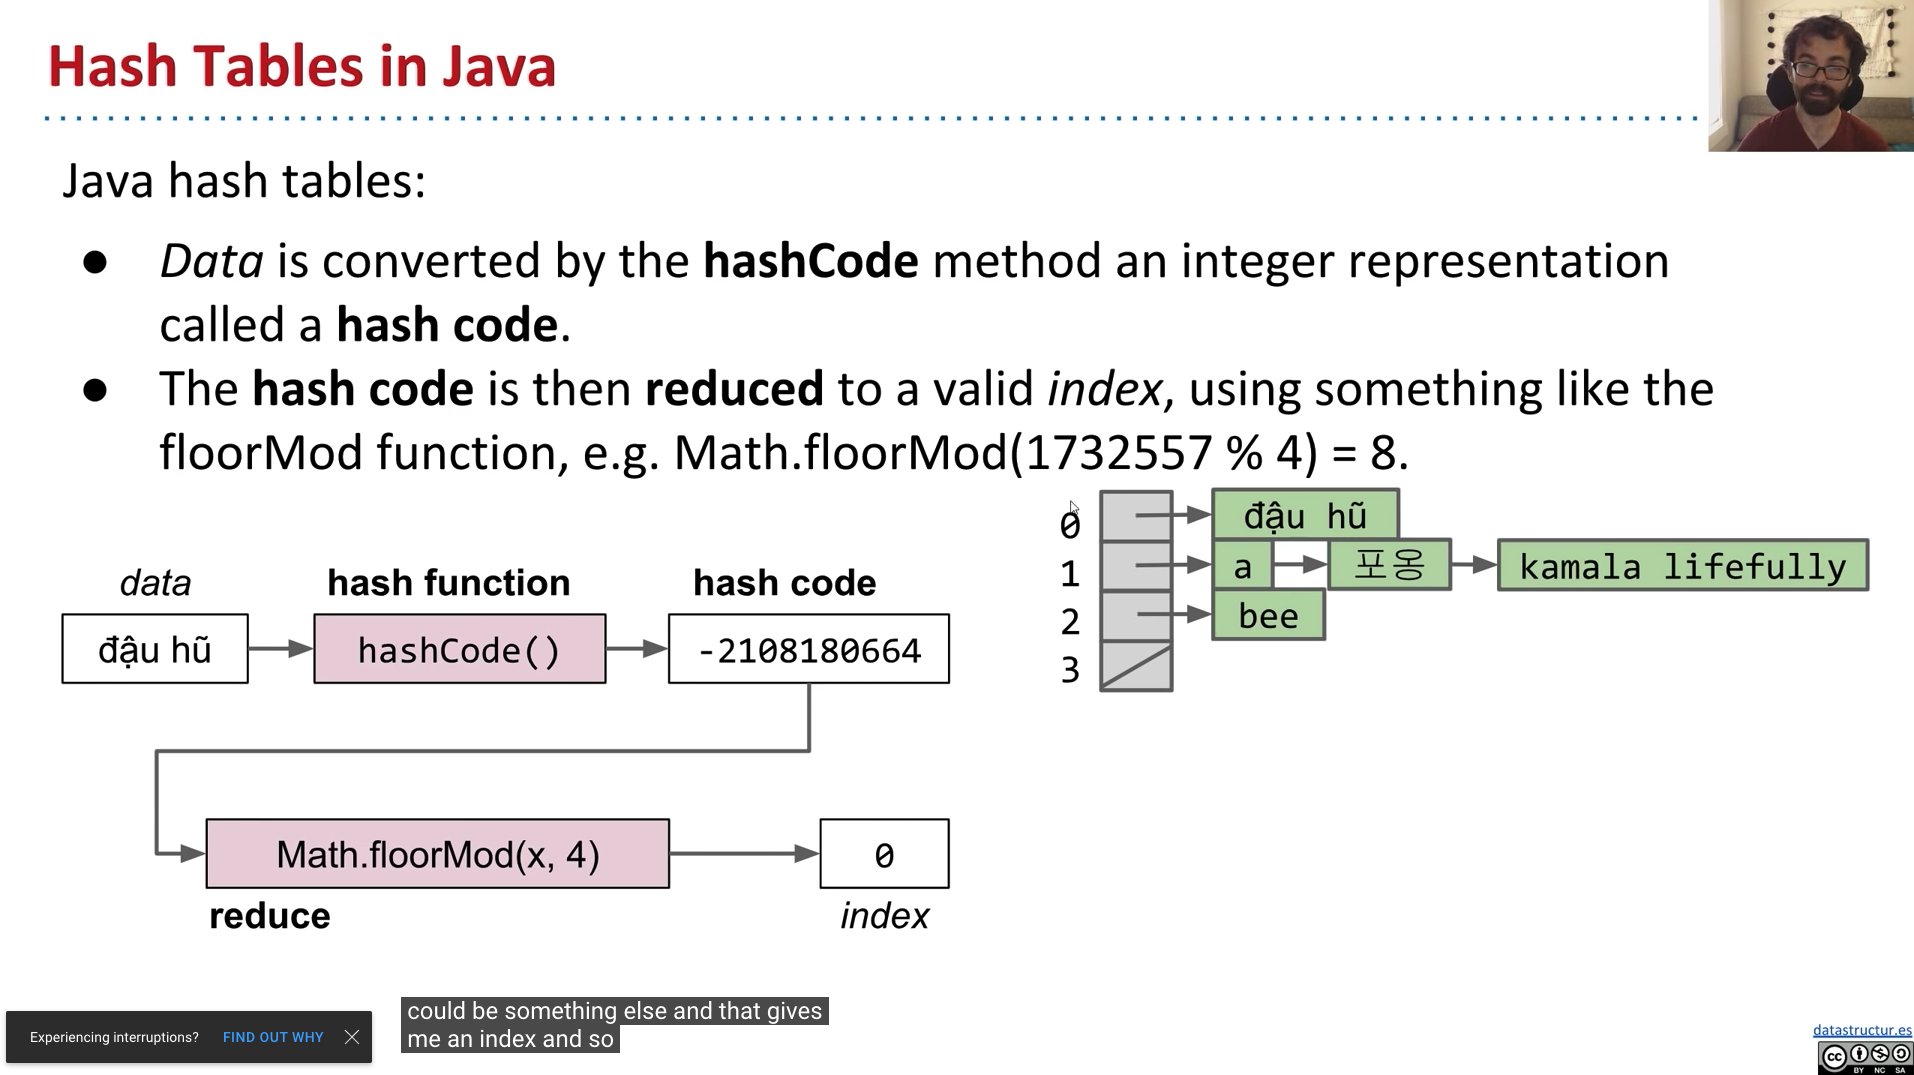 Hash Tables in Java
Java hash tables:
● Data is converted by the hashCode method an integer representation
called a hash code.
● The hash code is then reduced to a valid index, using something like the
floorMod function, e.g. Math.floorMod(1732557 % 4) = 8.
0
đậu hũ
1
a
포옹
kamala lifefully
2
bee
3
data
hash function
hash code
đậu hũ
hashCode()
-2108180664
Math.floorMod(x, 4)
0
reduce
index
could be something else and that gives
me an index and so
Experiencing interruptions? FIND OUT WHY
datastructur.es
cc
BY NC SA